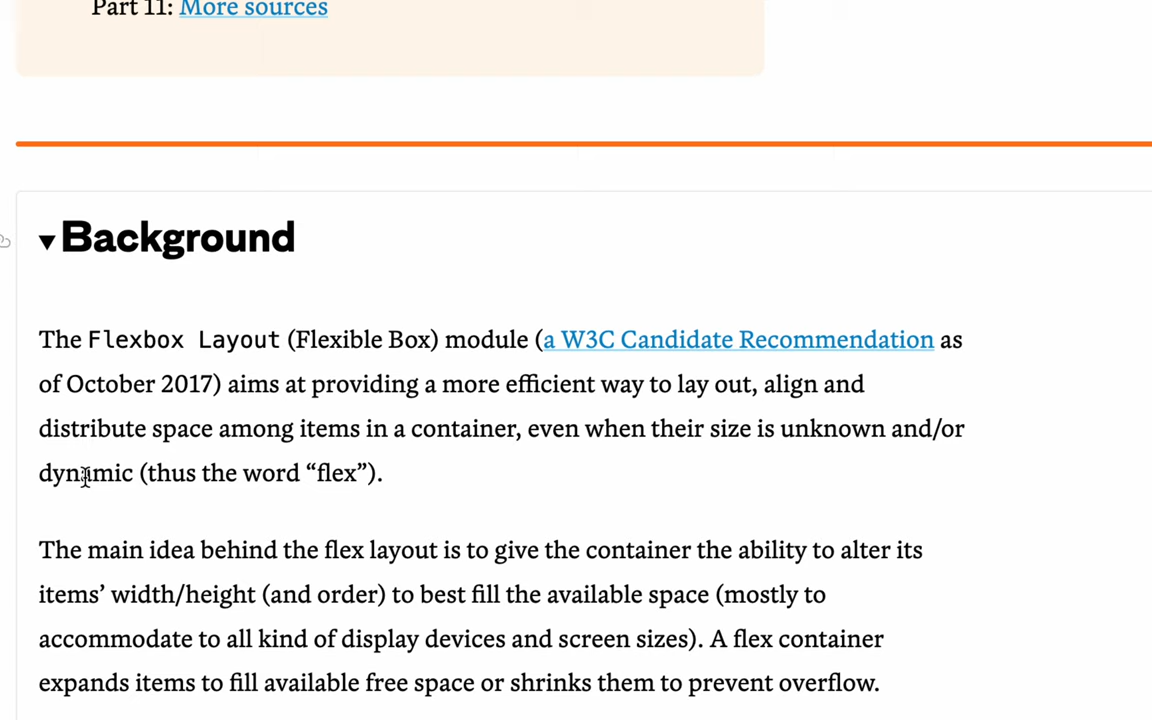 Part 11: More sources
Background
The Flexbox Layout (Flexible Box) module (a W3C Candidate Recommendation as
of October 2017) aims at providing a more efficient way to lay out, align and
distribute space among items in a container, even when their size is unknown and/or
dynamic (thus the word “flex”).
The main idea behind the flex layout is to give the container the ability to alter its
items’ width/height (and order) to best fill the available space (mostly to
accommodate to all kind of display devices and screen sizes). A flex container
expands items to fill available free space or shrinks them to prevent overflow.